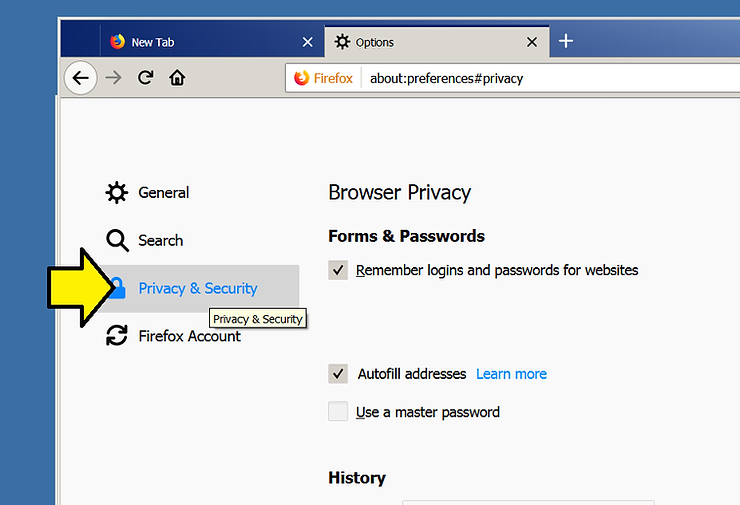 New Tab
Options
Firefox
about:preferences#privacy
General
Search
Privacy & Security
Privacy & Security
Firefox Account
Browser Privacy
Forms & Passwords
Remember logins and passwords for websites
Autofill addresses Learn more
Use a master password
History